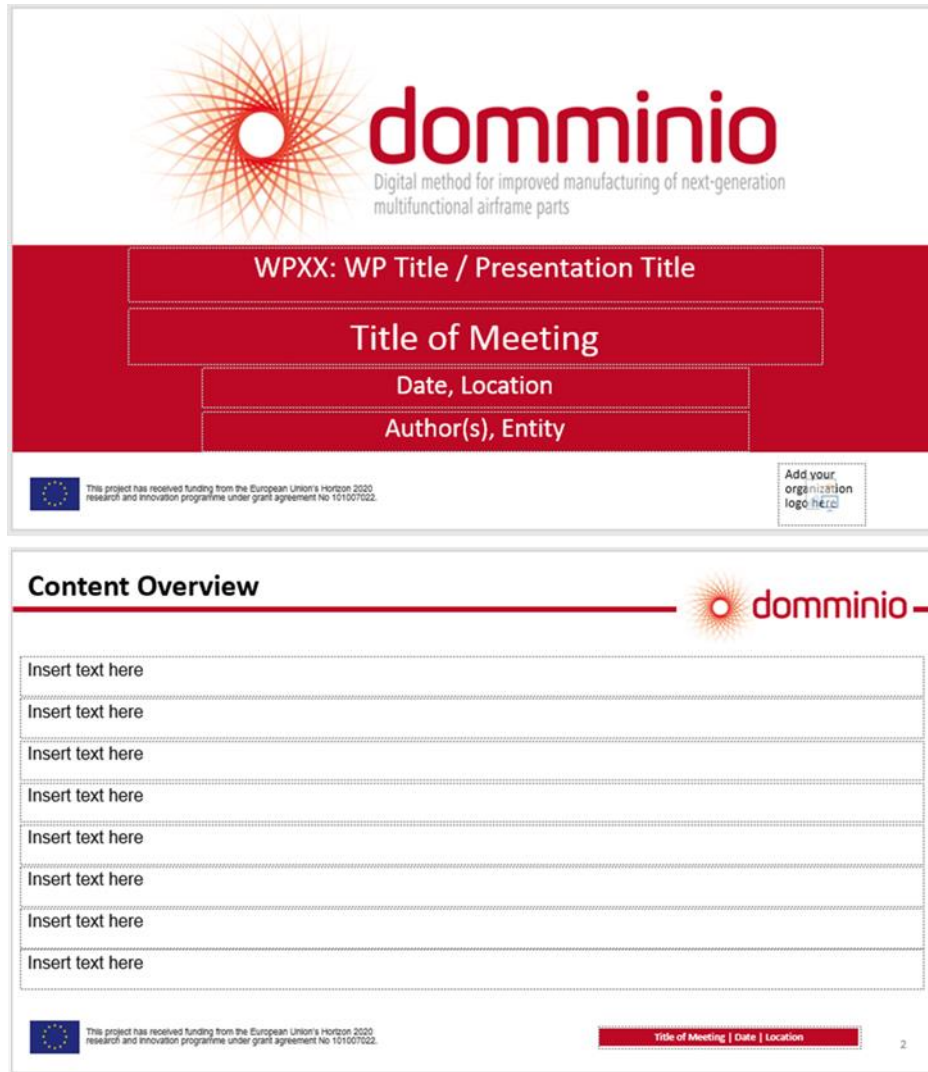 domminio
Digital method for improved manufacturing of next-generation
multifunctional airframe parts
WPXX: WP Title / Presentation Title
Title of Meeting
Date, Location
Author(s), Entity
This project has received funding from the European Union's Horizon 2020
research and innovation programme under grant agreement No 101007022.
Add your
organization
logo here
Content Overview
domminio
Insert text here
Insert text here
Insert text here
Insert text here
Insert text here
Insert text here
Insert text here
Insert text here
This project has received funding from the European Union's Horizon 2020
research and innovation programme under grant agreement No 101007022.
Title of Meeting | Date | Location
2